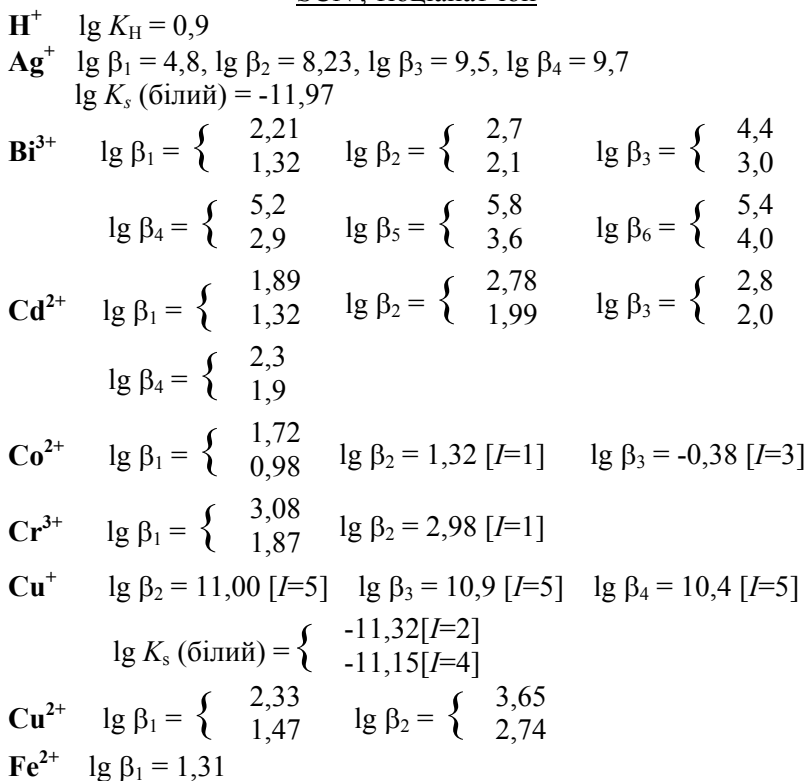 SCN⁻, тіоціанат-іон
H⁺ lg K_H = 0,9
Ag⁺ lg β₁ = 4,8, lg β₂ = 8,23, lg β₃ = 9,5, lg β₄ = 9,7
lg Kₛ (білий) = -11,97
Bi³⁺ lg β₁ = { 2,21 1,32 lg β₂ = { 2,7 2,1 lg β₃ = { 4,4 3,0
lg β₄ = { 5,2 2,9 lg β₅ = { 5,8 3,6 lg β₆ = { 5,4 4,0
Cd²⁺ lg β₁ = { 1,89 1,32 lg β₂ = { 2,78 1,99 lg β₃ = { 2,8 2,0
lg β₄ = { 2,3 1,9
Co²⁺ lg β₁ = { 1,72 0,98 lg β₂ = 1,32 [I=1] lg β₃ = -0,38 [I=3]
Cr³⁺ lg β₁ = { 3,08 1,87 lg β₂ = 2,98 [I=1]
Cu⁺ lg β₂ = 11,00 [I=5] lg β₃ = 10,9 [I=5] lg β₄ = 10,4 [I=5]
lg Kₛ (білий) = { -11,32[I=2] -11,15[I=4]
Cu²⁺ lg β₁ = { 2,33 1,47 lg β₂ = { 3,65 2,74
Fe²⁺ lg β₁ = 1,31